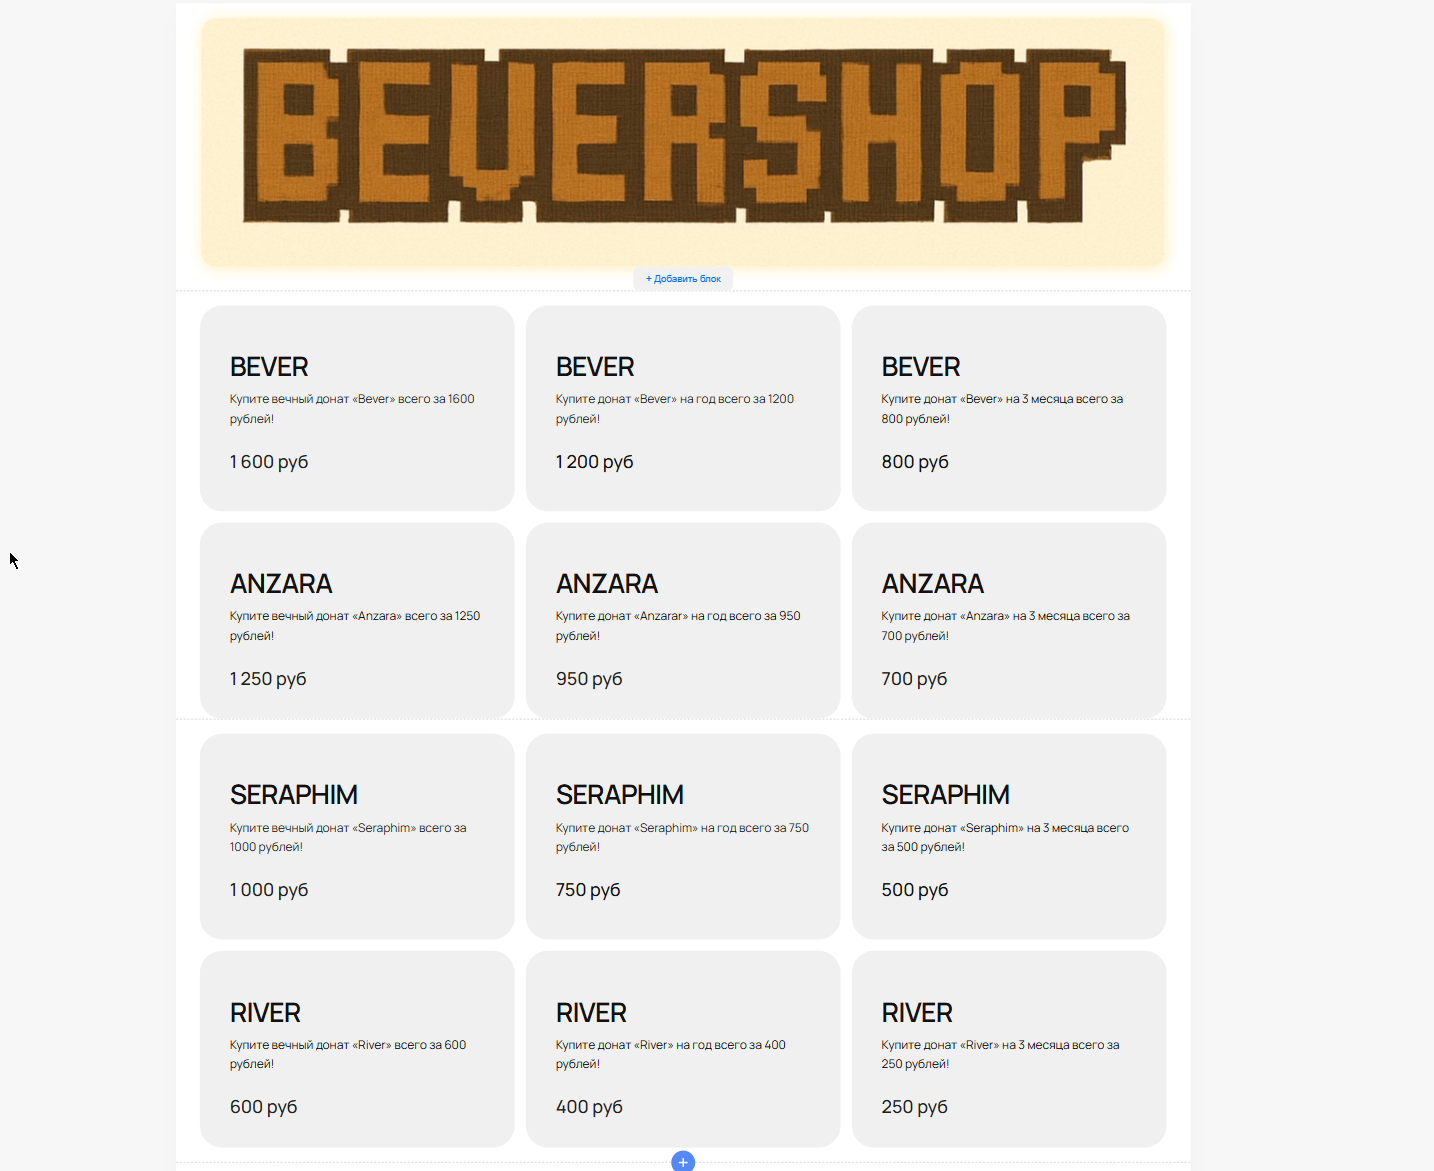 BEVERSHOP
+ Добавить блок
BEVER
Купите вечный донат «Bever» всего за 1600
рублей!
1 600 руб
BEVER
Купите донат «Bever» на год всего за 1200
рублей!
1 200 руб
BEVER
Купите донат «Bever» на 3 месяца всего за
800 рублей!
800 руб
ANZARA
Купите вечный донат «Anzara» всего за 1250
рублей!
1 250 руб
ANZARA
Купите донат «Anzarar» на год всего за 950
рублей!
950 руб
ANZARA
Купите донат «Anzara» на 3 месяца всего за
700 рублей!
700 руб
SERAPHIM
Купите вечный донат «Seraphim» всего за
1000 рублей!
1 000 руб
SERAPHIM
Купите донат «Seraphim» на год всего за 750
рублей!
750 руб
SERAPHIM
Купите донат «Seraphim» на 3 месяца всего
за 500 рублей!
500 руб
RIVER
Купите вечный донат «River» всего за 600
рублей!
600 руб
RIVER
Купите донат «River» на год всего за 400
рублей!
400 руб
RIVER
Купите донат «River» на 3 месяца всего за
250 рублей!
250 руб
+